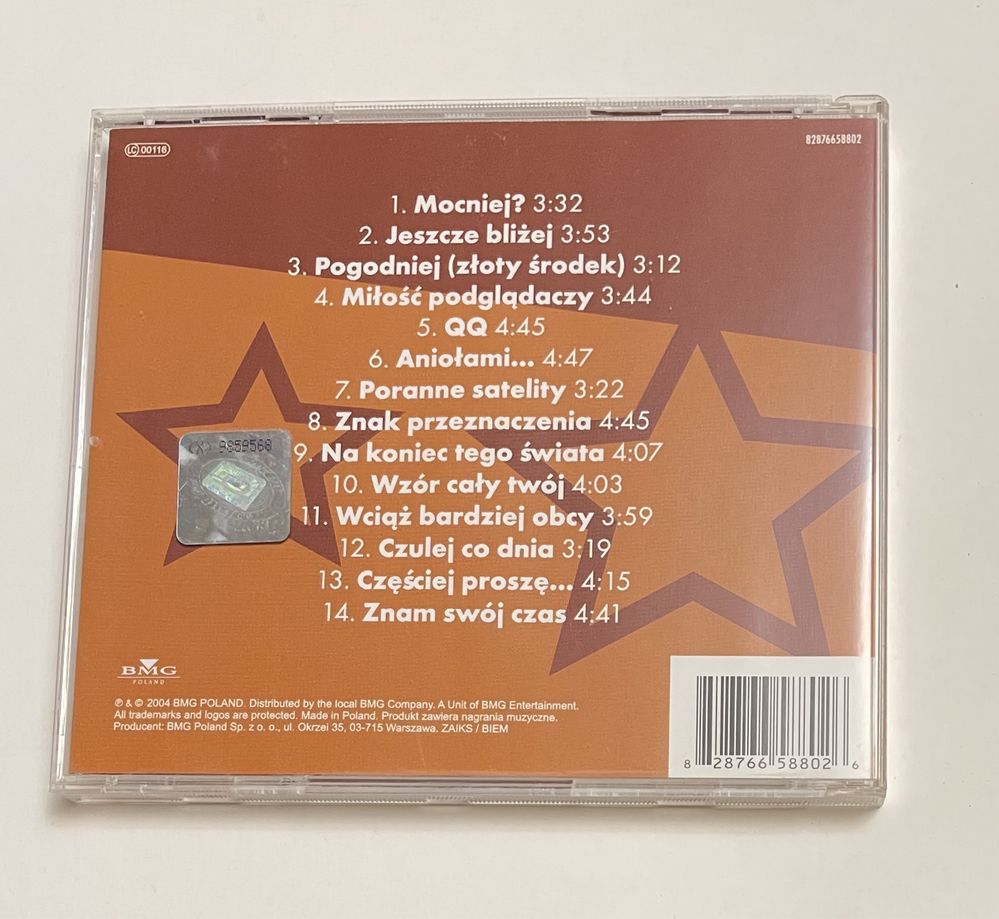 LC 00116
82876658802
1. Mocniej? 3:32
2. Jeszcze bliżej 3:53
3. Pogodniej (złoty środek) 3:12
4. Miłość podglądaczy 3:44
5. QQ 4:45
6. Aniołami... 4:47
7. Poranne satelity 3:22
8. Znak przeznaczenia 4:45
9. Na koniec tego świata 4:07
10. Wzór cały twój 4:03
11. Wciąż bardziej obcy 3:59
12. Czulej co dnia 3:19
13. Częściej proszę... 4:15
14. Znam swój czas 4:41
BMG
POLAND
℗ & © 2004 BMG POLAND. Distributed by the local BMG Company. A Unit of BMG Entertainment.
All trademarks and logos are protected. Made in Poland. Produkt zawiera nagrania muzyczne.
Producent: BMG Poland Sp. z o. o., ul. Okrzei 35, 03-715 Warszawa. ZAIKS / BIEM
8 28766 58802 6